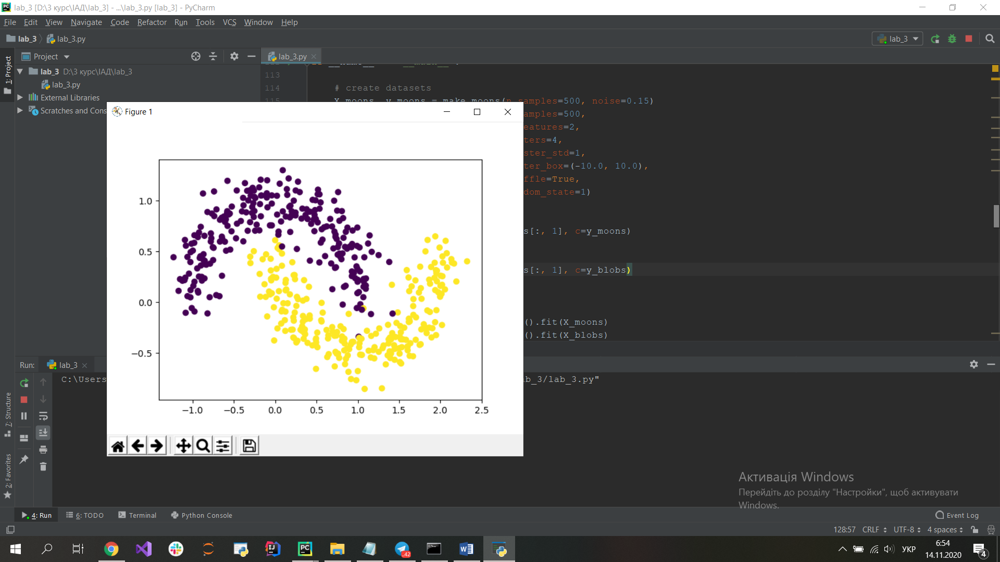 lab_3 [D:\3 курс\ІАД\lab_3] - ...\lab_3.py [lab_3] - PyCharm
File Edit View Navigate Code Refactor Run Tools VCS Window Help
lab_3 lab_3.py
lab_3
Project
lab_3.py
1: Project
lab_3 D:\3 курс\ІАД\lab_3
lab_3.py
External Libraries
Scratches and Cons
113
114 # create datasets
115 X_moons, y_moons = make_moons(n_samples=500, noise=0.15)
amples=500,
eatures=2,
ters=4,
ster_std=1,
ter_box=(-10.0, 10.0),
ffle=True,
dom_state=1)
s[:, 1], c=y_moons)
s[:, 1], c=y_blobs)
().fit(X_moons)
().fit(X_blobs)
Figure 1
1.0
0.5
0.0
−0.5
−1.0 −0.5 0.0 0.5 1.0 1.5 2.0 2.5
Run: lab_3
C:\Users
ab_3/lab_3.py"
7: Structure
2: Favorites
Активація Windows
Перейдіть до розділу "Настройки", щоб активувати
Windows.
4: Run 6: TODO Terminal Python Console
Event Log
128:57 CRLF UTF-8 4 spaces
PC
IJ
PC
..42
W
УКР
6:54
14.11.2020
4